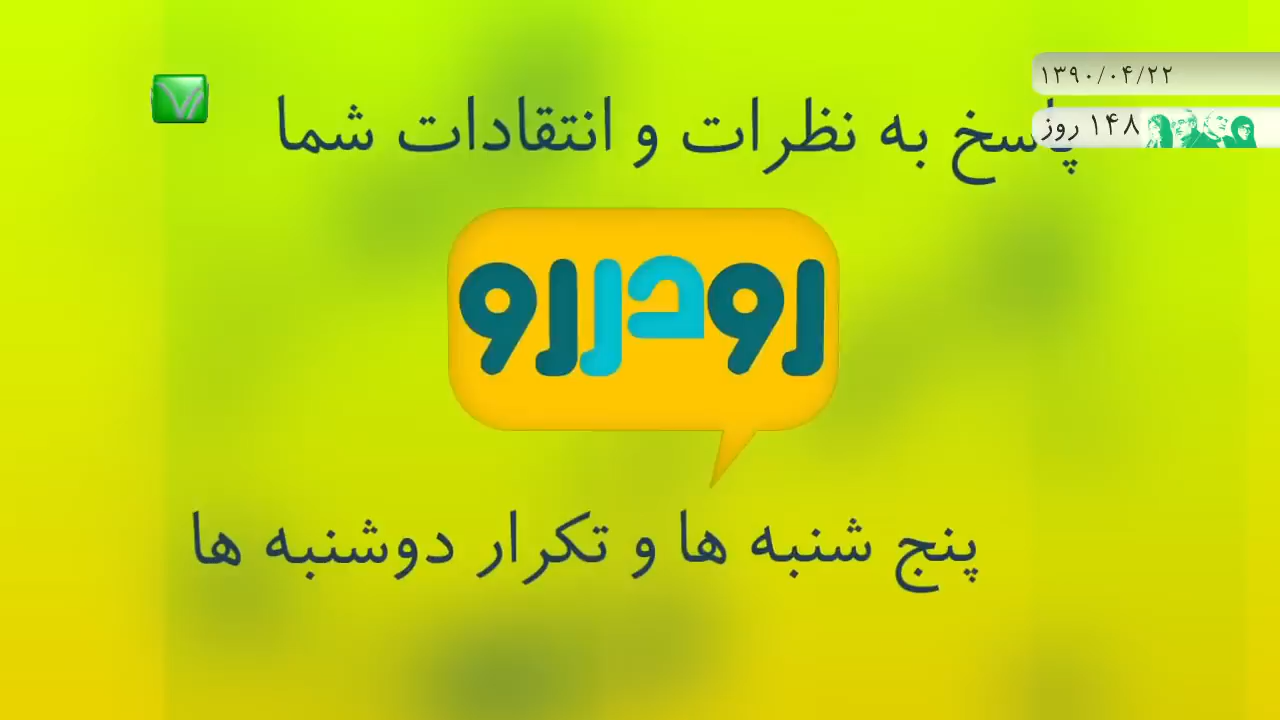 ۱۳۹۰/۰۴/۲۲
۱۴۸ روز
پاسخ به نظرات و انتقادات شما
رودررو
پنج شنبه ها و تکرار دوشنبه ها